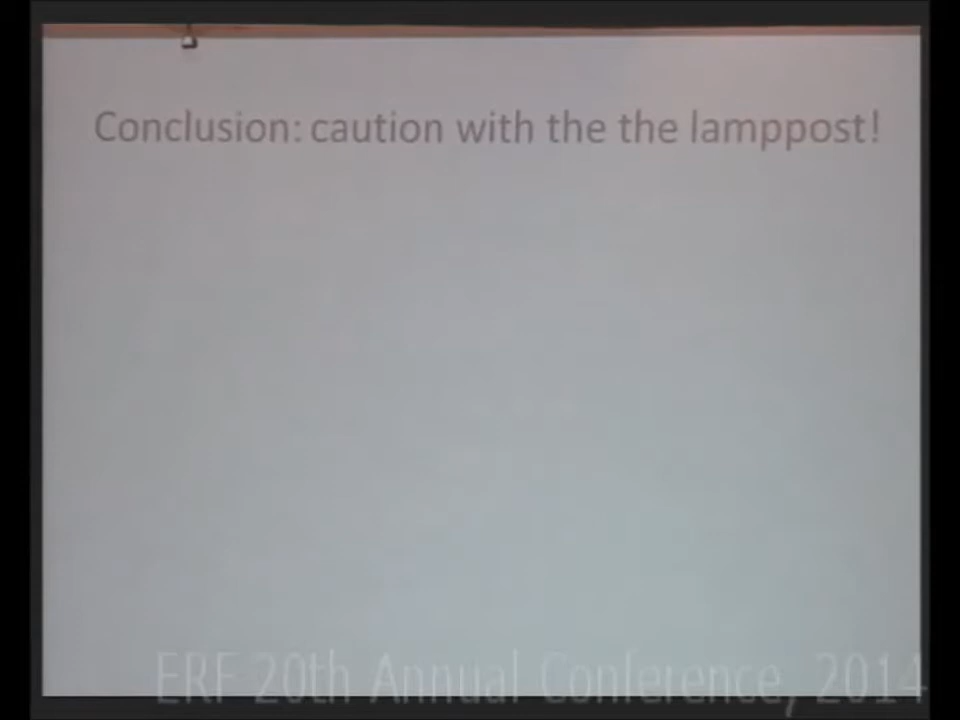 Conclusion: caution with the the lamppost!
ERF 20th Annual Conference, 2014